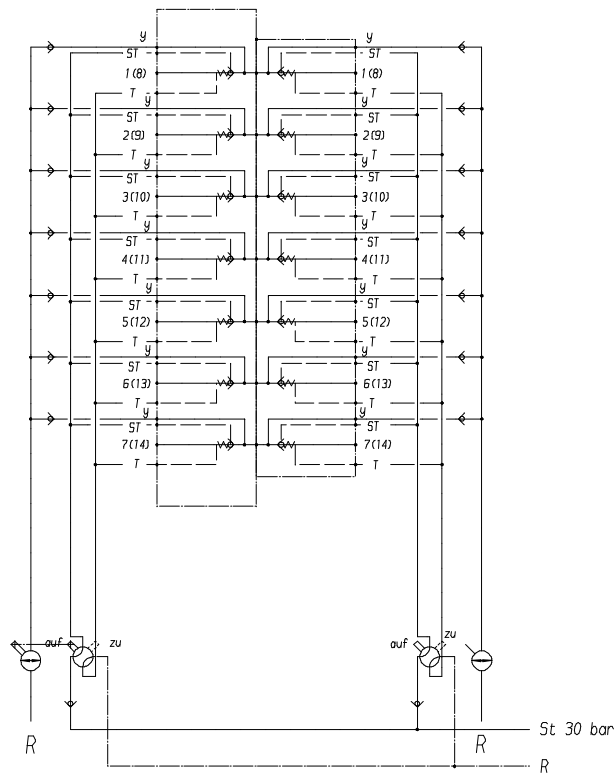 y y
ST ST
1(8) 1(8)
T T
y y
ST ST
2(9) 2(9)
T T
y y
ST ST
3(10) 3(10)
T T
y y
ST ST
4(11) 4(11)
T T
y y
ST ST
5(12) 5(12)
T T
y y
ST ST
6(13) 6(13)
T T
y y
ST ST
7(14) 7(14)
T T
auf zu auf zu
R R St 30 bar
R